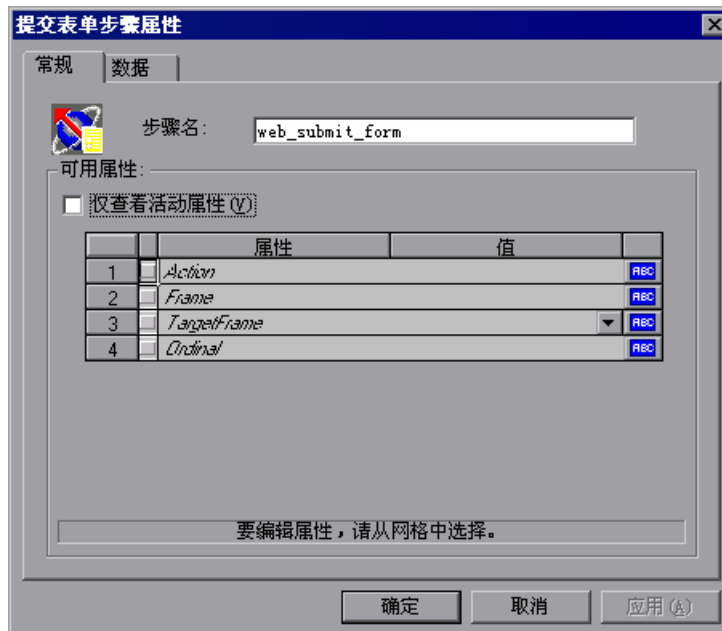 提交表单步骤属性
常规 数据
步骤名: web_submit_form
可用属性:
仅查看活动属性(V)
属性 值
1 Action ABC
2 Frame ABC
3 TargetFrame ABC
4 Ordinal ABC
要编辑属性，请从网格中选择。
确定 取消 应用(A)